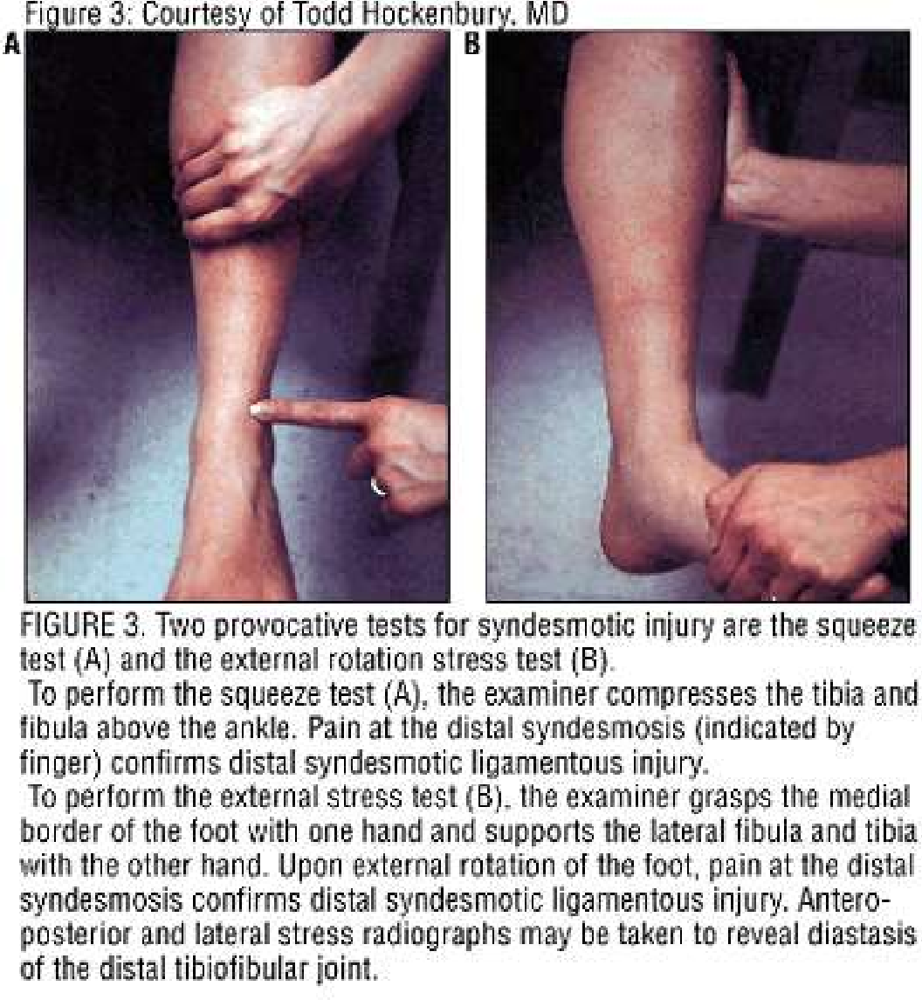 Figure 3: Courtesy of Todd Hockenbury. MD
A
B
FIGURE 3. Two provocative tests for syndesmotic injury are the squeeze
test (A) and the external rotation stress test (B).
To perform the squeeze test (A), the examiner compresses the tibia and
fibula above the ankle. Pain at the distal syndesmosis (indicated by
finger) confirms distal syndesmotic ligamentous injury.
To perform the external stress test (B), the examiner grasps the medial
border of the foot with one hand and supports the lateral fibula and tibia
with the other hand. Upon external rotation of the foot, pain at the distal
syndesmosis confirms distal syndesmotic ligamentous injury. Antero-
posterior and lateral stress radiographs may be taken to reveal diastasis
of the distal tibiofibular joint.